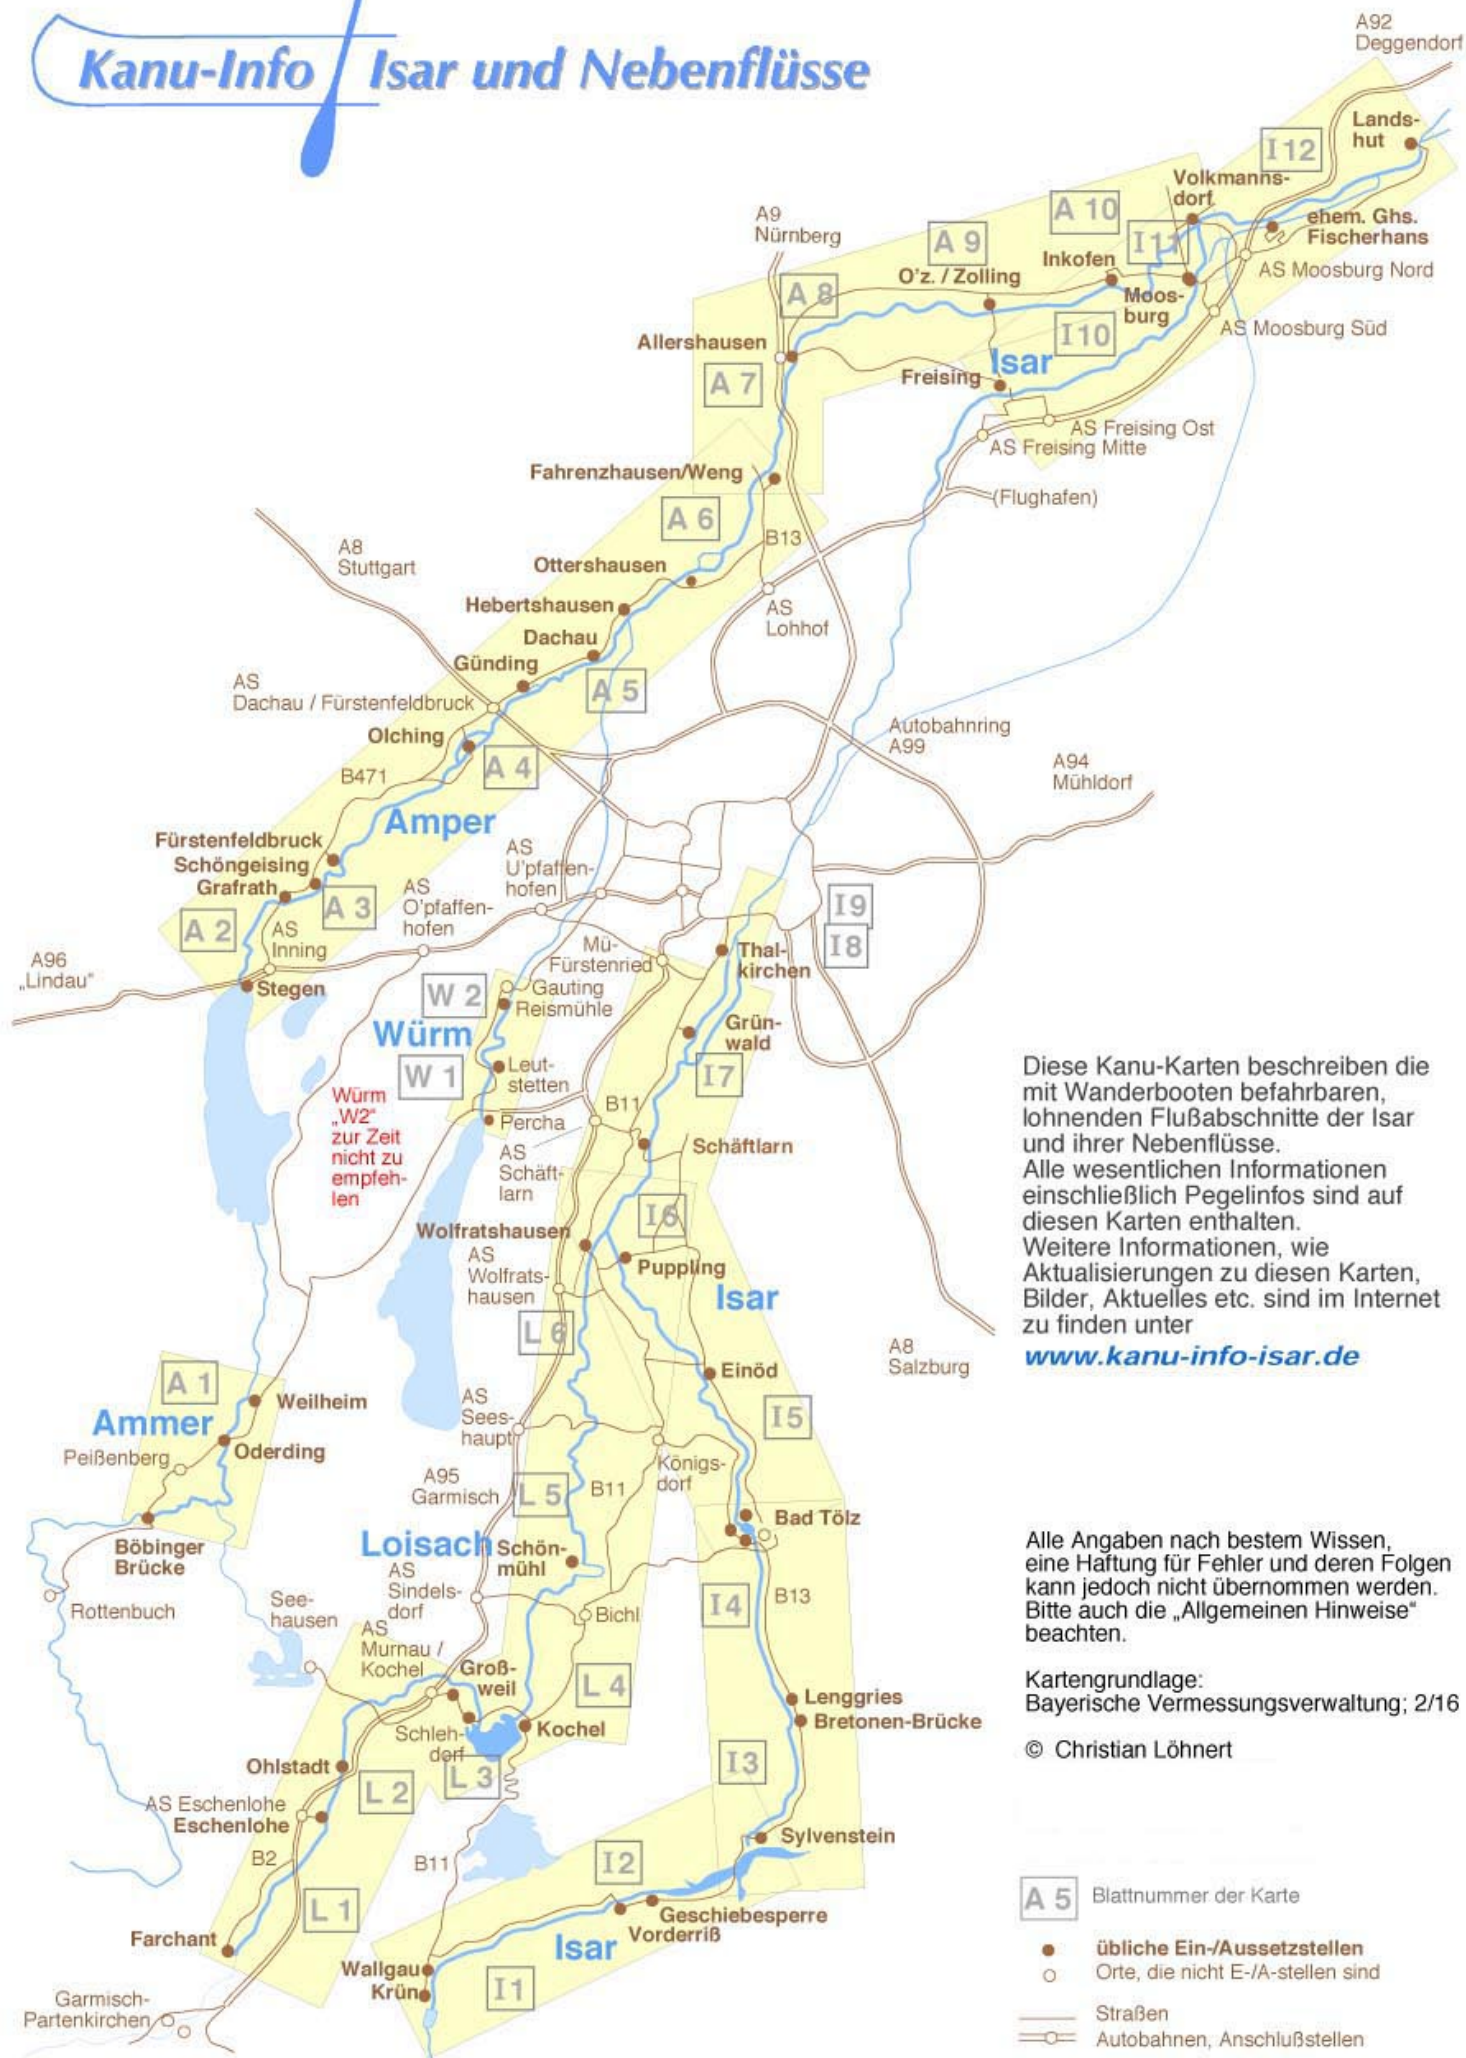 Kanu-Info Isar und Nebenflüsse
A92
Deggendorf
Lands-
hut
I 12
Volkmanns-
dorf
A 10
I 11
ehem. Ghs.
Fischerhans
A9
Nürnberg
A 9
Inkofen
AS Moosburg Nord
O'z. / Zolling
A 8
Moos-
burg
I 10
AS Moosburg Süd
Allershausen
Isar
A 7
Freising
AS Freising Ost
AS Freising Mitte
Fahrenzhausen/Weng
(Flughafen)
A 6
B13
A8
Stuttgart
Ottershausen
Hebertshausen
AS
Lohhof
Dachau
Günding
A 5
AS
Dachau / Fürstenfeldbruck
Olching
Autobahnring
A99
B471
A 4
A94
Mühldorf
Amper
Fürstenfeldbruck
Schöngeising
Grafrath
AS
U'pfaffen-
hofen
AS
O'pfaffen-
hofen
A 3
A 2
I 9
I 8
AS
Inning
A96
„Lindau“
Mü-
Fürstenried
Thal-
kirchen
Stegen
W 2
Gauting
Reismühle
Würm
Grün-
wald
W 1
Leut-
stetten
I 7
Würm
„W2“
zur Zeit
nicht zu
empfeh-
len
B11
Percha
Schäftlarn
AS
Schäft-
larn
I 6
Wolfratshausen
AS
Wolfrats-
hausen
Puppling
Isar
L 6
A8
Salzburg
Einöd
A 1
Weilheim
Ammer
AS
Sees-
haupt
I 5
Peißenberg
Oderding
Königs-
dorf
A95
Garmisch
L 5
B11
Bad Tölz
Böbinger
Brücke
Loisach
Schön-
mühl
AS
Sindels-
dorf
Rottenbuch
See-
hausen
Bichl
I 4
B13
AS
Murnau /
Kochel
Groß-
weil
L 4
Lenggries
Bretonen-Brücke
Schleh-
dorf
Kochel
Ohlstadt
L 3
I 3
L 2
AS Eschenlohe
Eschenlohe
Sylvenstein
B2
B11
I 2
L 1
Geschiebesperre
Vorderriß
Farchant
Isar
Wallgau
Krün
I 1
Garmisch-
Partenkirchen
Diese Kanu-Karten beschreiben die
mit Wanderbooten befahrbaren,
lohnenden Flußabschnitte der Isar
und ihrer Nebenflüsse.
Alle wesentlichen Informationen
einschließlich Pegelinfos sind auf
diesen Karten enthalten.
Weitere Informationen, wie
Aktualisierungen zu diesen Karten,
Bilder, Aktuelles etc. sind im Internet
zu finden unter
www.kanu-info-isar.de
Alle Angaben nach bestem Wissen,
eine Haftung für Fehler und deren Folgen
kann jedoch nicht übernommen werden.
Bitte auch die „Allgemeinen Hinweise“
beachten.
Kartengrundlage:
Bayerische Vermessungsverwaltung; 2/16
© Christian Löhnert
A 5 Blattnummer der Karte
übliche Ein-/Aussetzstellen
Orte, die nicht E-/A-stellen sind
Straßen
Autobahnen, Anschlußstellen